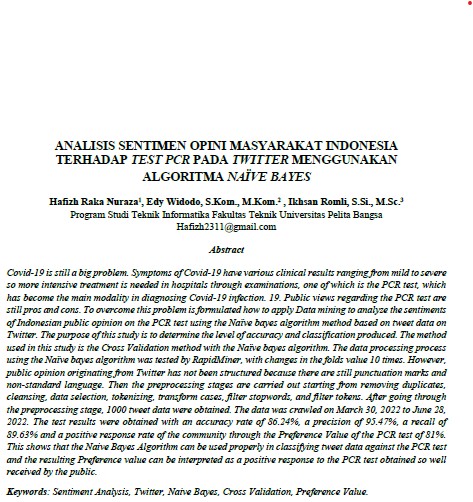 ANALISIS SENTIMEN OPINI MASYARAKAT INDONESIA
TERHADAP TEST PCR PADA TWITTER MENGGUNAKAN
ALGORITMA NAÏVE BAYES
Hafizh Raka Nuraza¹, Edy Widodo, S.Kom., M.Kom.² , Ikhsan Romli, S.Si., M.Sc.³
Program Studi Teknik Informatika Fakultas Teknik Universitas Pelita Bangsa
Hafizh2311@gmail.com
Abstract
Covid-19 is still a big problem. Symptoms of Covid-19 have various clinical results ranging from mild to severe
so more intensive treatment is needed in hospitals through examinations, one of which is the PCR test, which
has become the main modality in diagnosing Covid-19 infection. 19. Public views regarding the PCR test are
still pros and cons. To overcome this problem is formulated how to apply Data mining to analyze the sentiments
of Indonesian public opinion on the PCR test using the Naïve bayes algorithm method based on tweet data on
Twitter. The purpose of this study is to determine the level of accuracy and classification produced. The method
used in this study is the Cross Validation method with the Naïve bayes algorithm. The data processing process
using the Naïve bayes algorithm was tested by RapidMiner, with changes in the folds value 10 times. However,
public opinion originating from Twitter has not been structured because there are still punctuation marks and
non-standard language. Then the preprocessing stages are carried out starting from removing duplicates,
cleansing, data selection, tokenizing, transform cases, filter stopwords, and filter tokens. After going through
the preprocessing stage, 1000 tweet data were obtained. The data was crawled on March 30, 2022 to June 28,
2022. The test results were obtained with an accuracy rate of 86.24%, a precision of 95.47%, a recall of
89.63% and a positive response rate of the community through the Preference Value of the PCR test of 81%.
This shows that the Naive Bayes Algorithm can be used properly in classifying tweet data against the PCR test
and the resulting Preference value can be interpreted as a positive response to the PCR test obtained so well
received by the public.
Keywords: Sentiment Analysis, Twitter, Naive Bayes, Cross Validation, Preference Value.